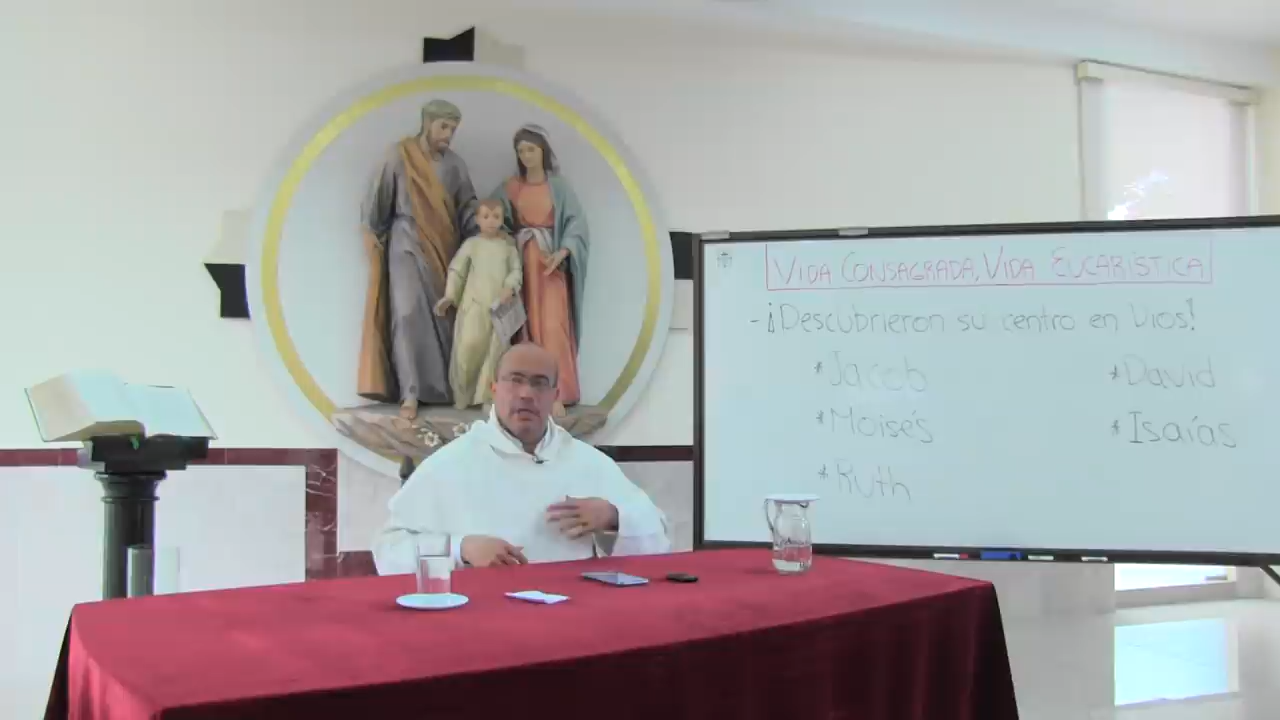 VIDA CONSAGRADA, VIDA EUCARÍSTICA
- ¡Descubrieron su centro en Dios!
* Jacob
* Moisés
* Ruth
* David
* Isaías